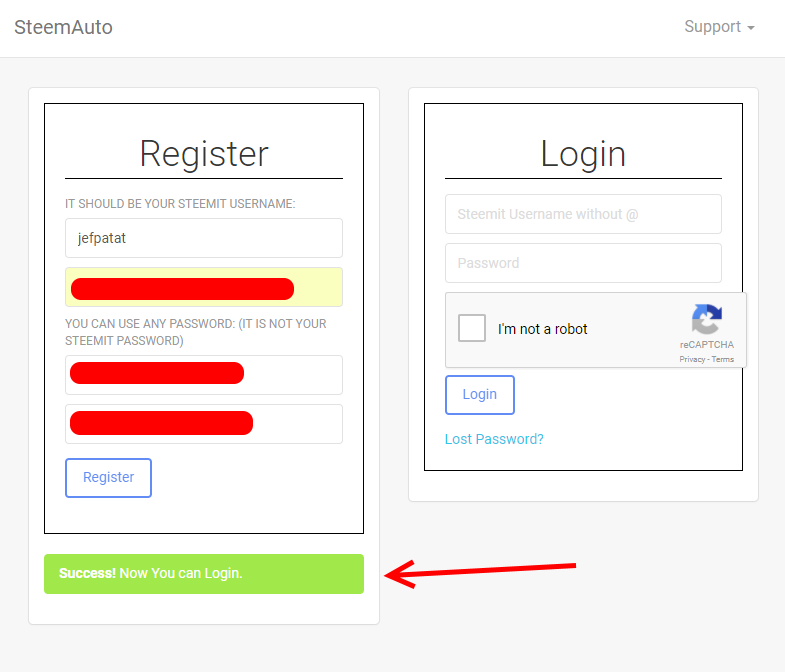 SteemAuto
Support
Register
IT SHOULD BE YOUR STEEMIT USERNAME:
jefpatat
YOU CAN USE ANY PASSWORD: (IT IS NOT YOUR
STEEMIT PASSWORD)
Register
Success! Now You can Login.
Login
Steemit Username without @
Password
I'm not a robot
reCAPTCHA
Privacy - Terms
Login
Lost Password?